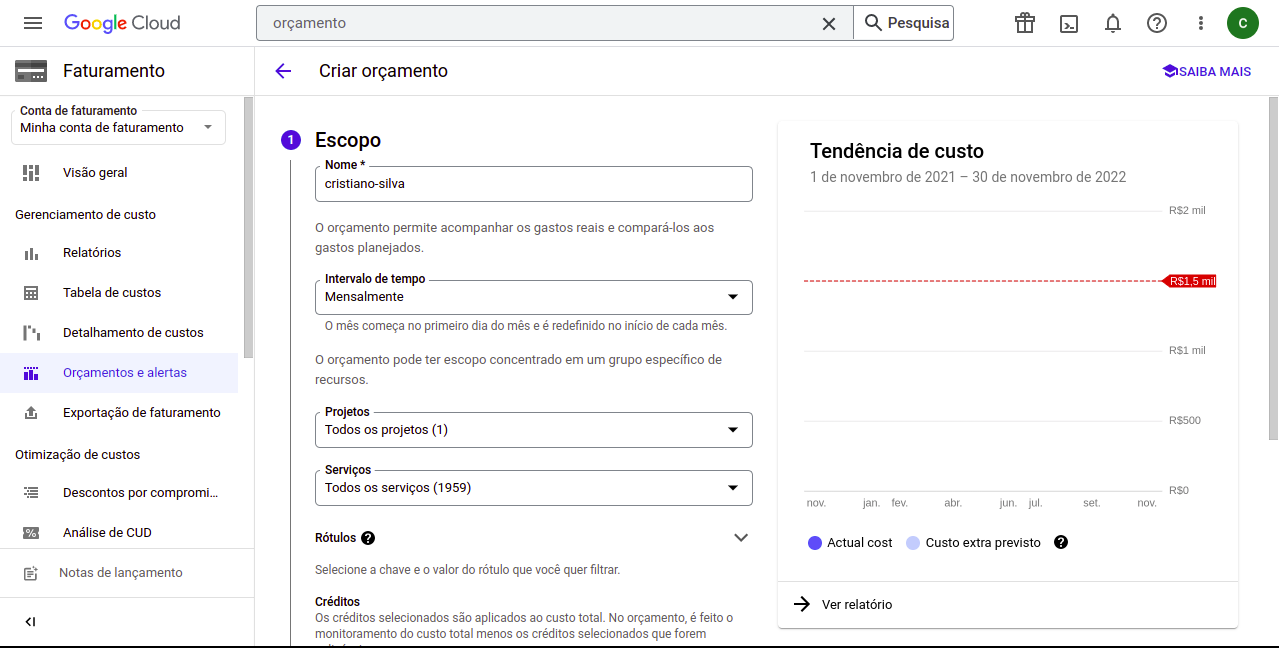 Google Cloud
orçamento
Pesquisa
C
Faturamento
Criar orçamento
SAIBA MAIS
Conta de faturamento
Minha conta de faturamento
Visão geral
Gerenciamento de custo
Relatórios
Tabela de custos
Detalhamento de custos
Orçamentos e alertas
Exportação de faturamento
Otimização de custos
Descontos por compromi...
Análise de CUD
Notas de lançamento
1
Escopo
Nome *
cristiano-silva
O orçamento permite acompanhar os gastos reais e compará-los aos
gastos planejados.
Intervalo de tempo
Mensalmente
O mês começa no primeiro dia do mês e é redefinido no início de cada mês.
O orçamento pode ter escopo concentrado em um grupo específico de
recursos.
Projetos
Todos os projetos (1)
Serviços
Todos os serviços (1959)
Rótulos
Selecione a chave e o valor do rótulo que você quer filtrar.
Créditos
Os créditos selecionados são aplicados ao custo total. No orçamento, é feito o
monitoramento do custo total menos os créditos selecionados que forem
Tendência de custo
1 de novembro de 2021 – 30 de novembro de 2022
R$2 mil
R$1,5 mil
R$1 mil
R$500
R$0
nov. jan. fev. abr. jun. jul. set. nov.
Actual cost Custo extra previsto
Ver relatório